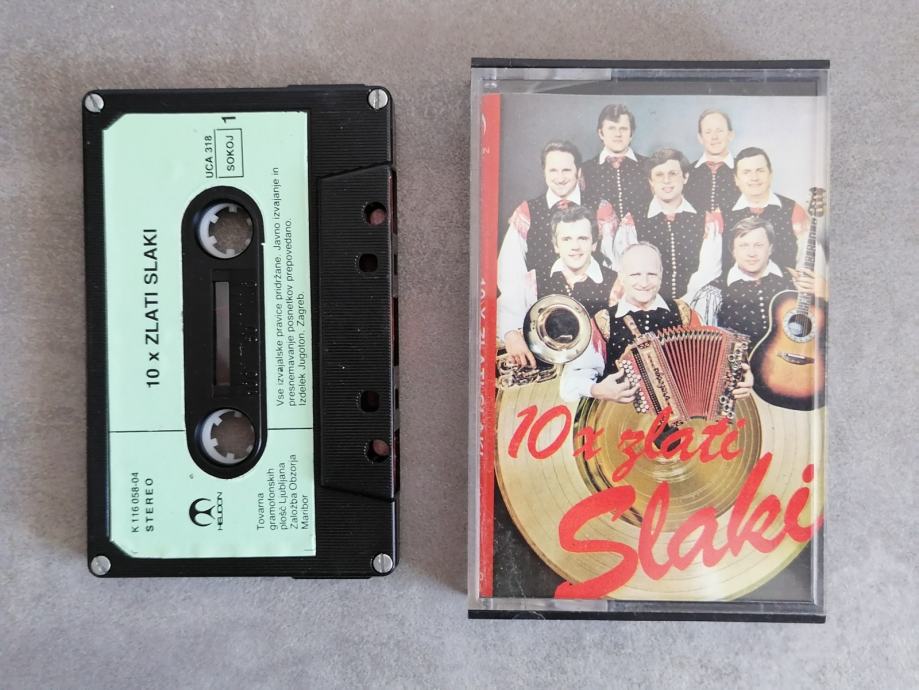 10 x ZLATI SLAKI
UCA 318
SOKOJ
1
Vse izvajalske pravice pridržane. Javno izvajanje in
presnemavanje posnetkov prepovedano.
Izdelek Jugoton, Zagreb.
K 116 058-04
STEREO
HELIDON
Tovarna
gramofonskih
plošč Ljubljana
Založba Obzorja
Maribor
10 x zlati
Slaki